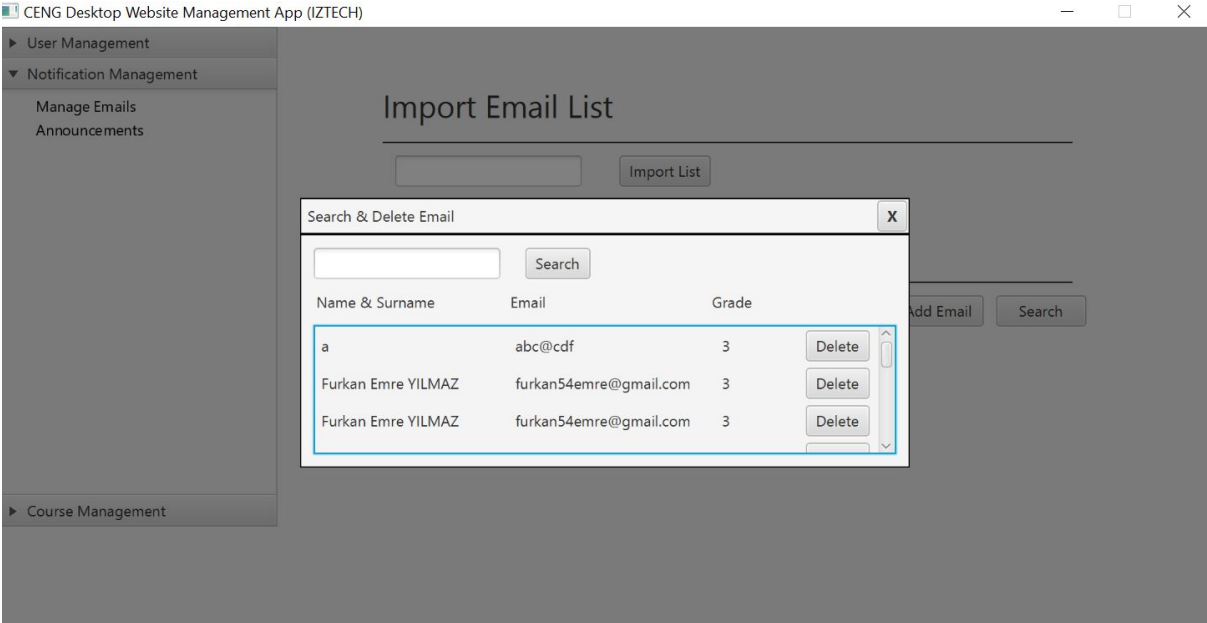 CENG Desktop Website Management App (IZTECH)
User Management
Notification Management
Manage Emails
Announcements
Import Email List
Import List
Search & Delete Email X
Search
Name & Surname Email Grade
a abc@cdf 3 Delete
Furkan Emre YILMAZ furkan54emre@gmail.com 3 Delete
Furkan Emre YILMAZ furkan54emre@gmail.com 3 Delete
Add Email Search
Course Management